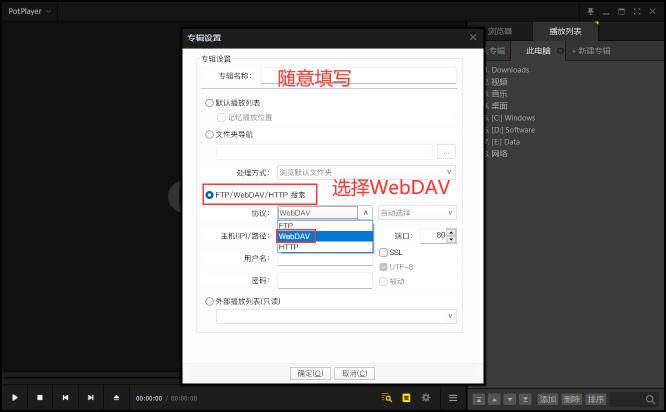 PotPlayer
浏览器
播放列表
专辑
此电脑
+ 新建专辑
Downloads
视频
音乐
桌面
[C:] Windows
[D:] Software
[E:] Data
网络
专辑设置
专辑设置
专辑名称:
随意填写
默认播放列表
记忆播放位置
文件夹导航
...
处理方式:
浏览默认文件夹
FTP/WebDAV/HTTP 搜索
选择WebDAV
协议:
WebDAV
自动选择
FTP
WebDAV
HTTP
主机(IP)/路径:
端口:
80
用户名:
SSL
UTF-8
密码:
被动
外部播放列表(只读)
确定(O)
取消(C)
00:00:00 / 00:00:00
添加
删除
排序